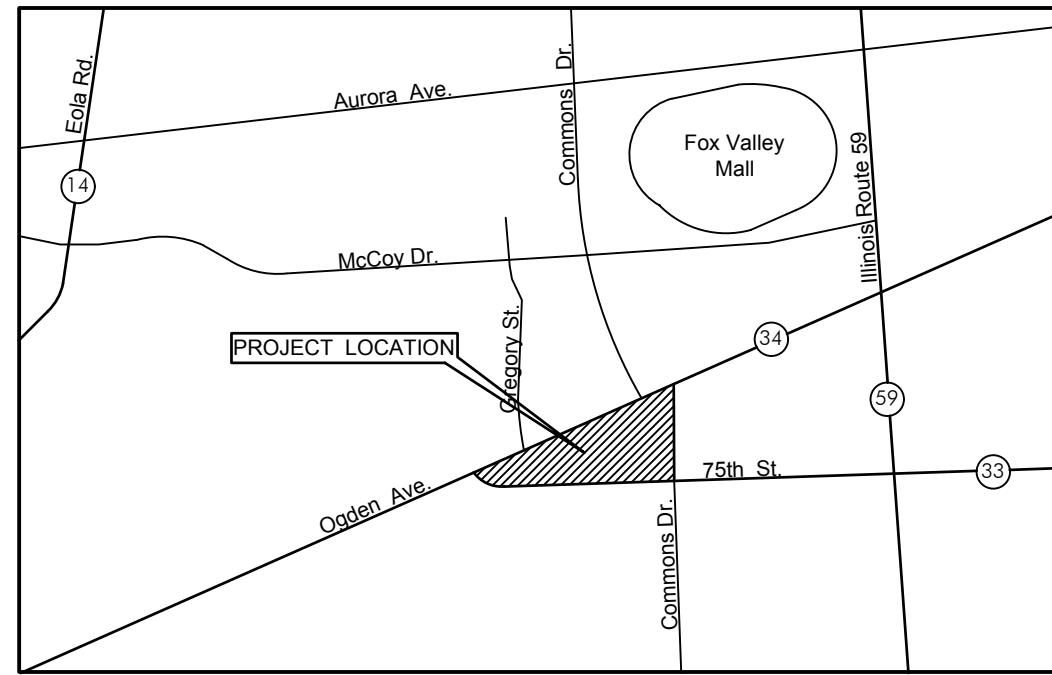 Eola Rd.
14
Aurora Ave.
Commons Dr.
Fox Valley
Mall
Illinois Route 59
McCoy Dr.
Gregory St.
PROJECT LOCATION
34
59
75th St.
33
Ogden Ave.
Commons Dr.